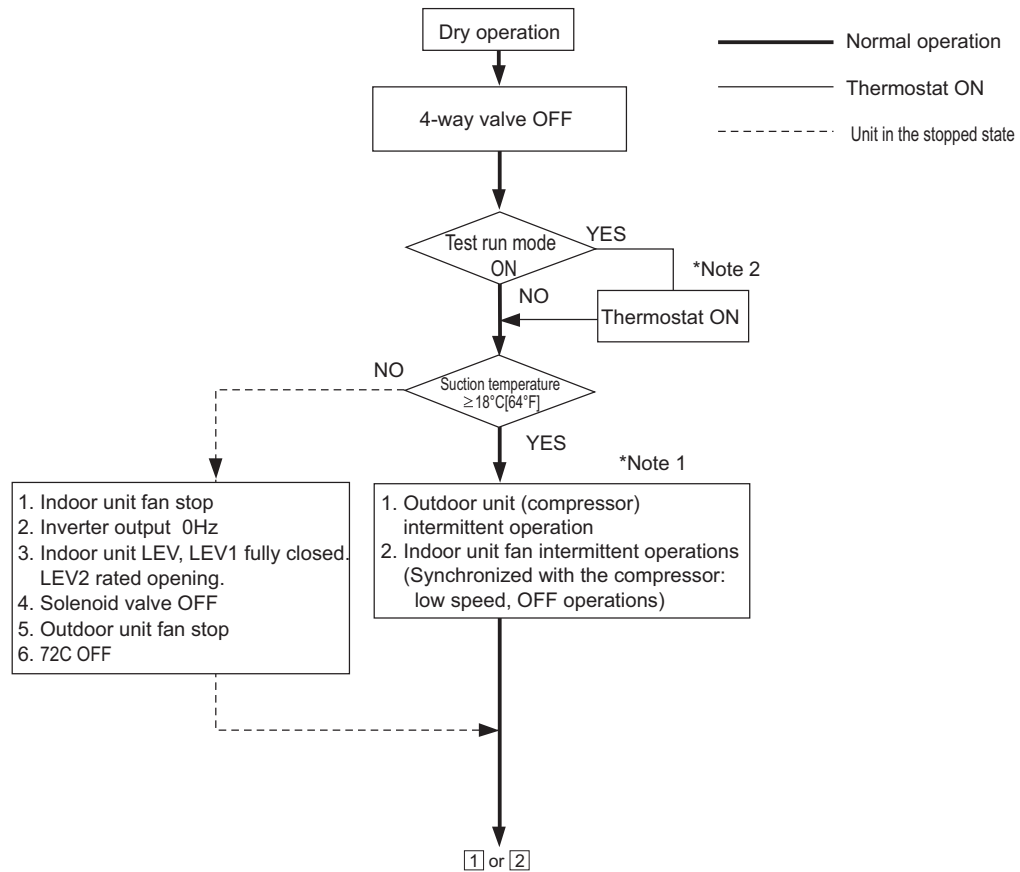 Dry operation
Normal operation
Thermostat ON
Unit in the stopped state
4-way valve OFF
Test run mode
ON
YES
*Note 2
NO
Thermostat ON
NO
Suction temperature
≥18°C[64°F]
YES
*Note 1
1. Indoor unit fan stop
2. Inverter output 0Hz
3. Indoor unit LEV, LEV1 fully closed.
LEV2 rated opening.
4. Solenoid valve OFF
5. Outdoor unit fan stop
6. 72C OFF
1. Outdoor unit (compressor)
intermittent operation
2. Indoor unit fan intermittent operations
(Synchronized with the compressor:
low speed, OFF operations)
1 or 2